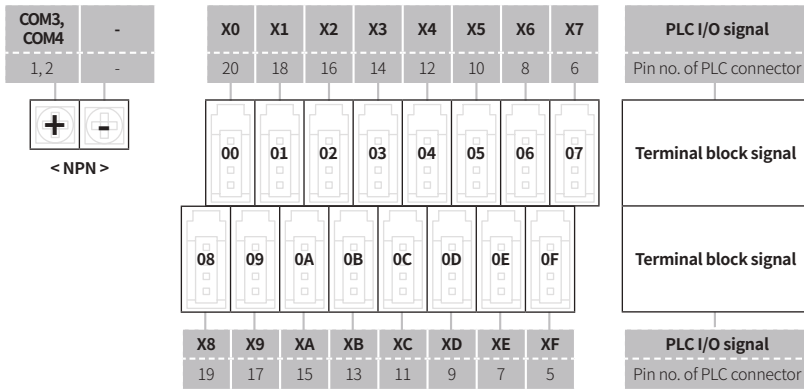 COM3, - X0 X1 X2 X3 X4 X5 X6 X7 PLC I/O signal
COM4
1, 2 - 20 18 16 14 12 10 8 6 Pin no. of PLC connector
+ - 00 01 02 03 04 05 06 07 Terminal block signal
< NPN >
08 09 0A 0B 0C 0D 0E 0F Terminal block signal
X8 X9 XA XB XC XD XE XF PLC I/O signal
19 17 15 13 11 9 7 5 Pin no. of PLC connector